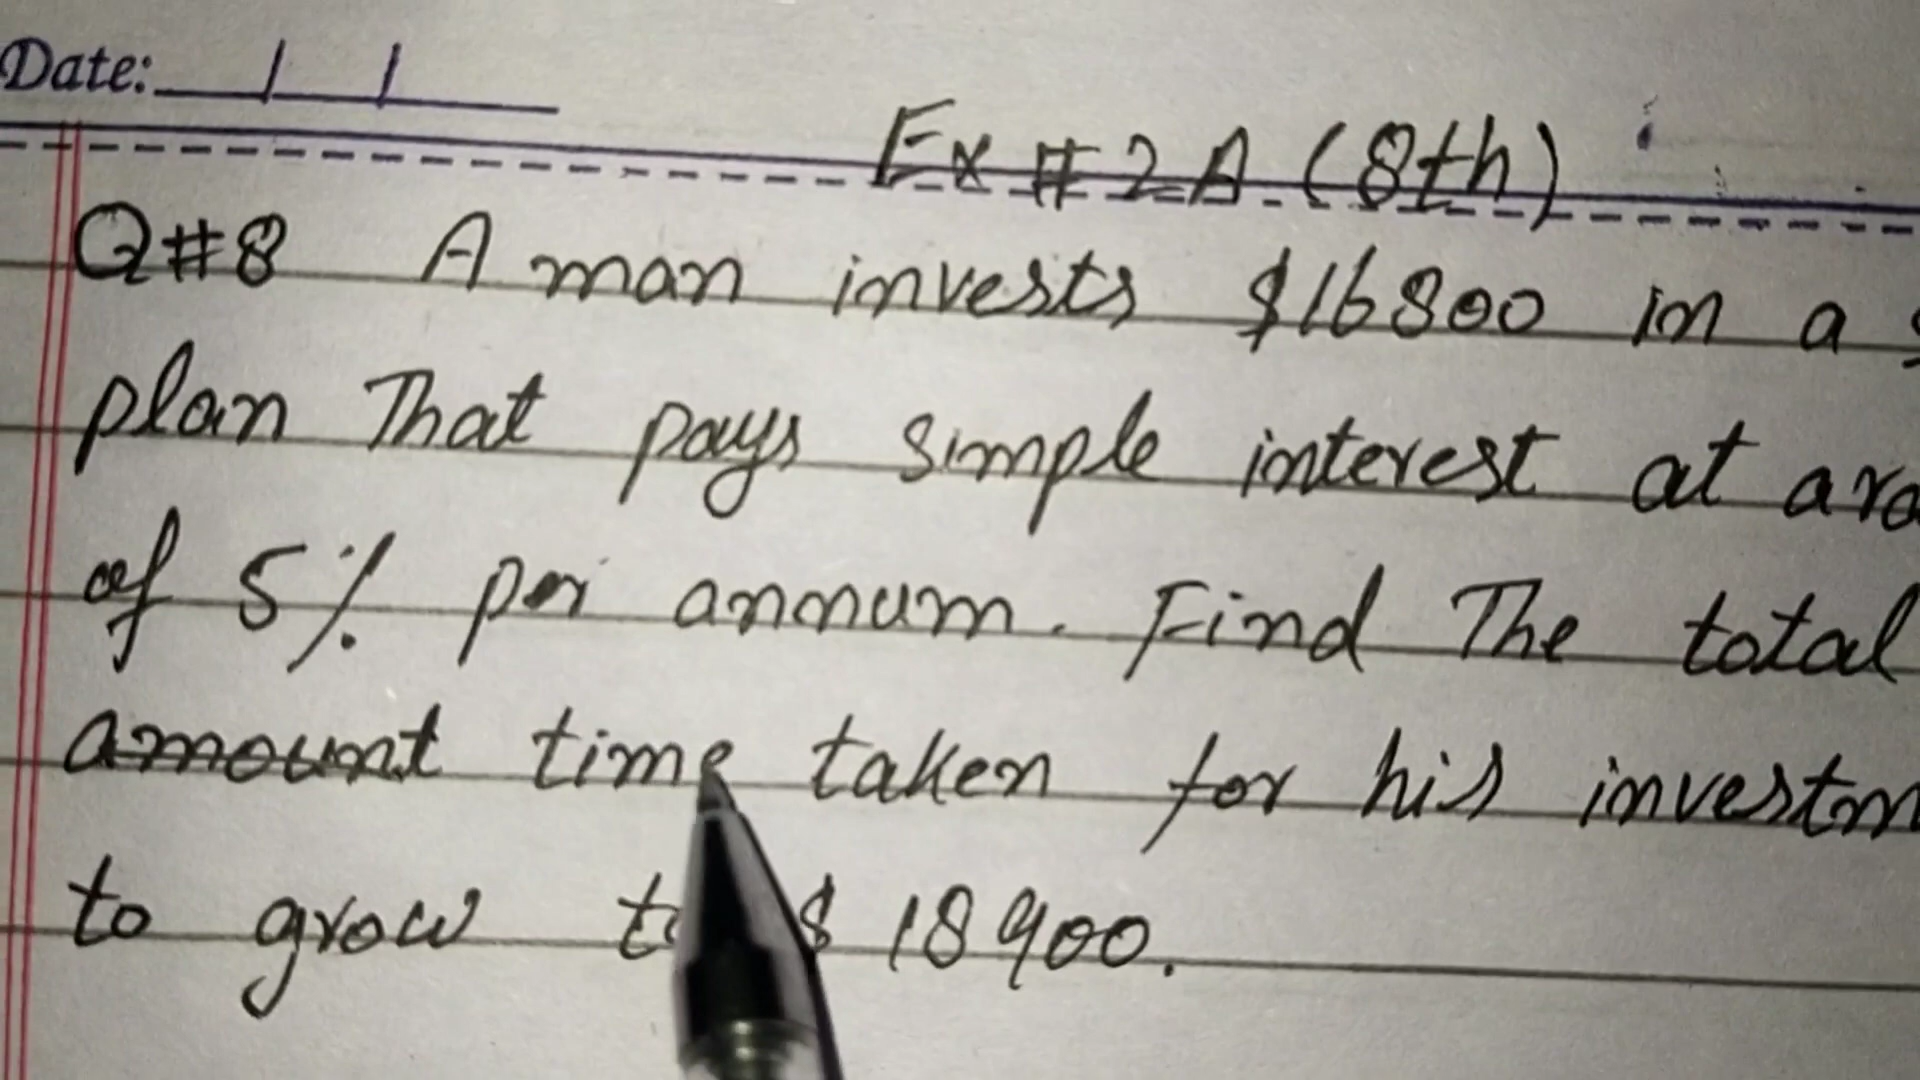 Date: / /
Ex # 2A (8th)
Q#8 A man invests $16800 in a
plan That pays simple interest at a
of 5% per annum. Find The total
amount time taken for his investm
to grow to $ 18900.